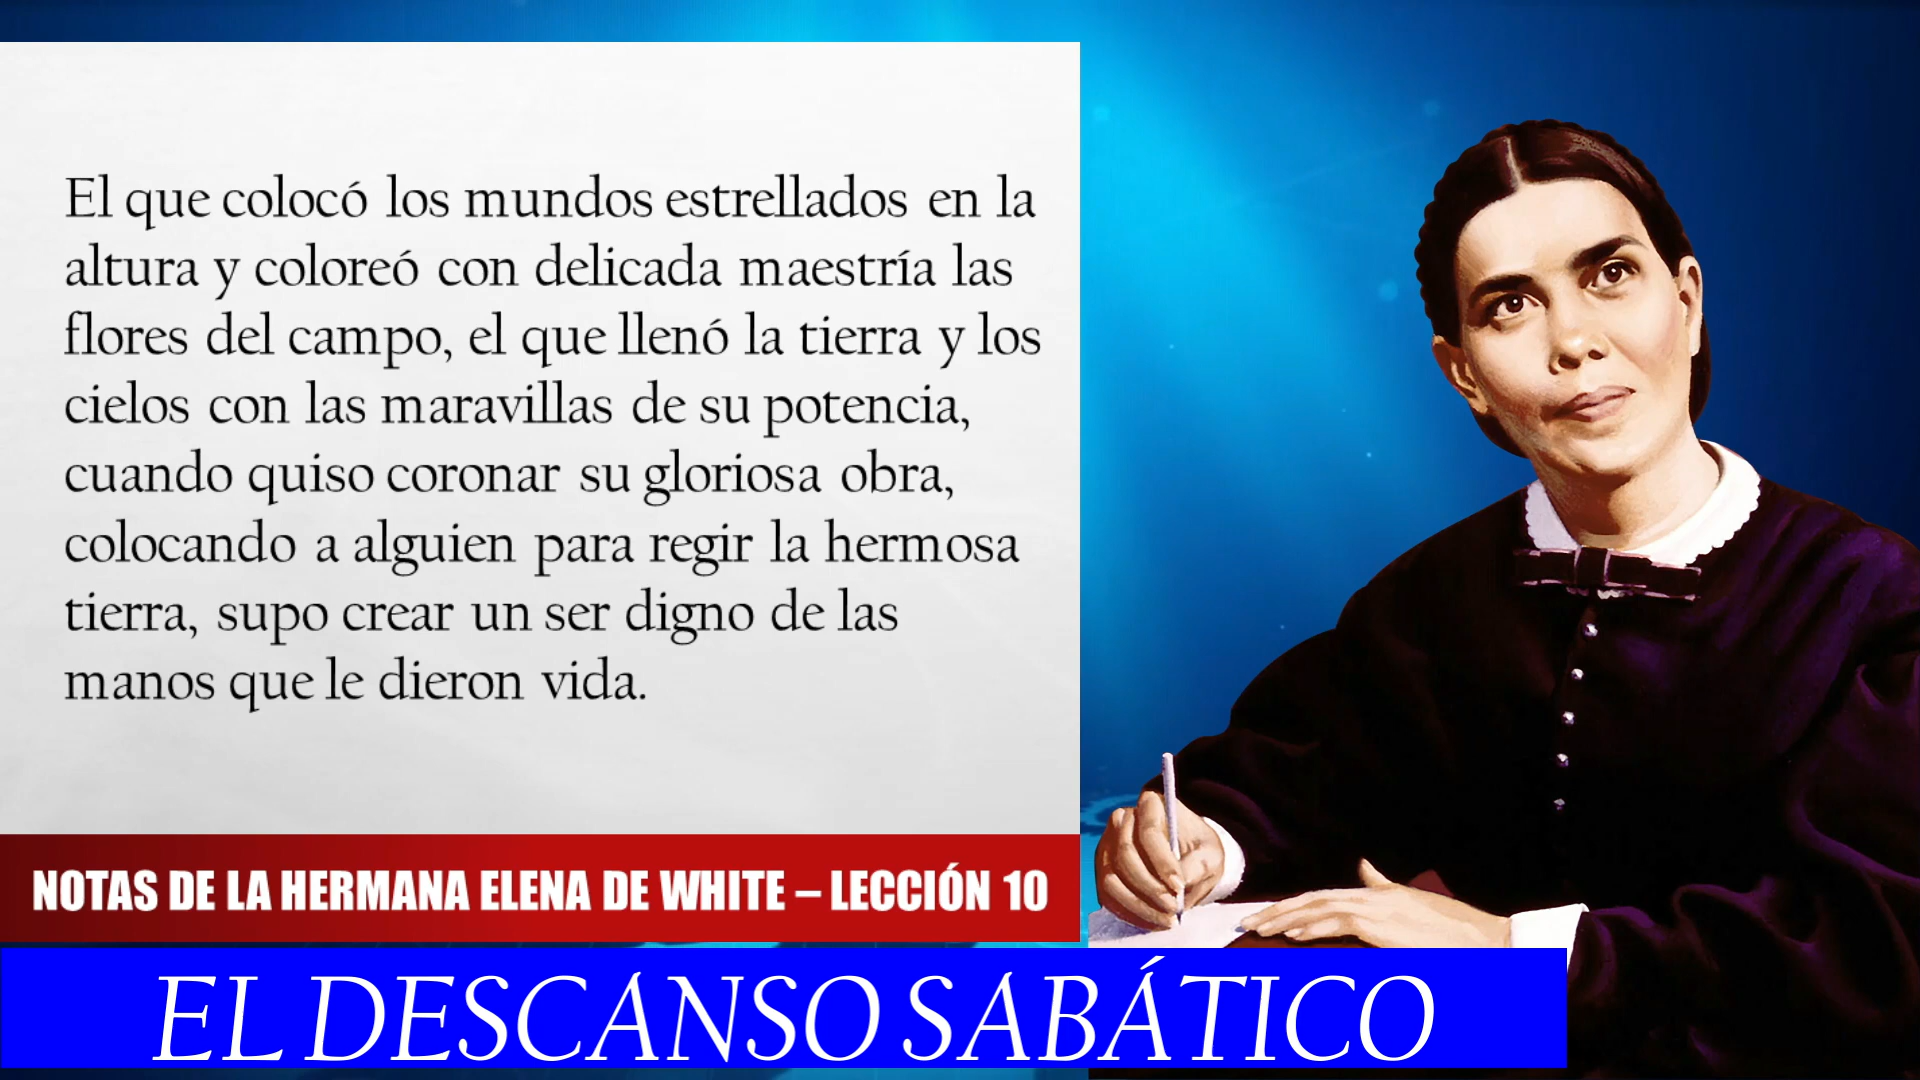 El que colocó los mundos estrellados en la
altura y coloreó con delicada maestría las
flores del campo, el que llenó la tierra y los
cielos con las maravillas de su potencia,
cuando quiso coronar su gloriosa obra,
colocando a alguien para regir la hermosa
tierra, supo crear un ser digno de las
manos que le dieron vida.
NOTAS DE LA HERMANA ELENA DE WHITE – LECCIÓN 10
EL DESCANSO SABÁTICO